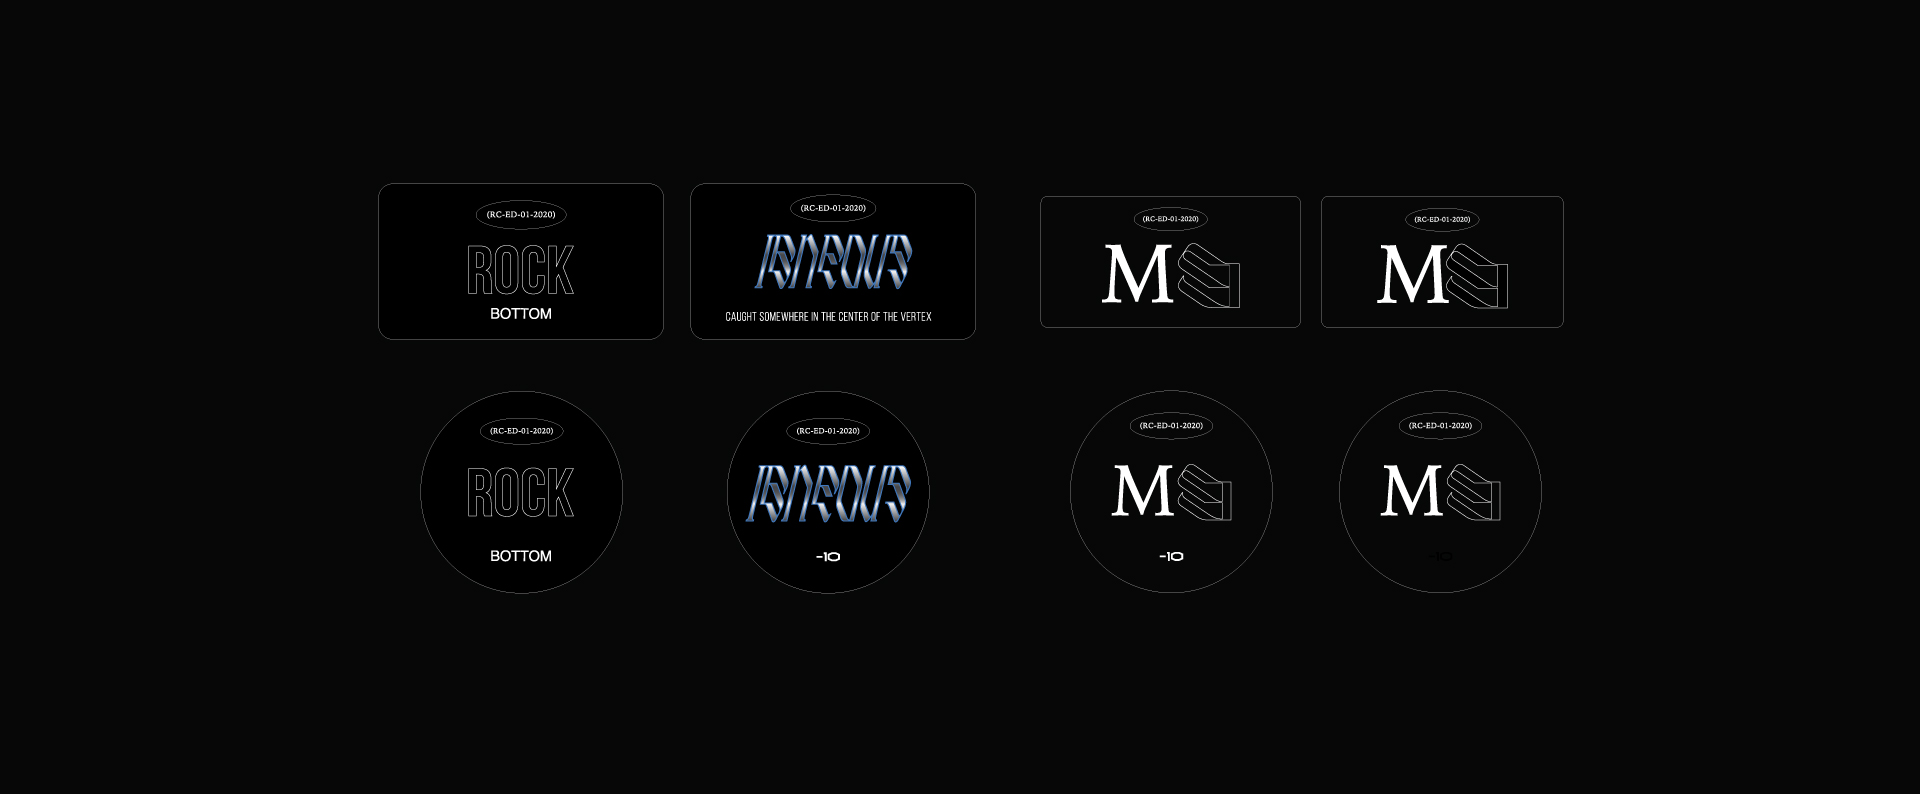 (RC-ED-01-2020)
ROCK
BOTTOM
(RC-ED-01-2020)
IGNEOUS
CAUGHT SOMEWHERE IN THE CENTER OF THE VERTEX
(RC-ED-01-2020)
M
(RC-ED-01-2020)
M
(RC-ED-01-2020)
ROCK
BOTTOM
(RC-ED-01-2020)
IGNEOUS
-10
(RC-ED-01-2020)
M
-10
(RC-ED-01-2020)
M
-10